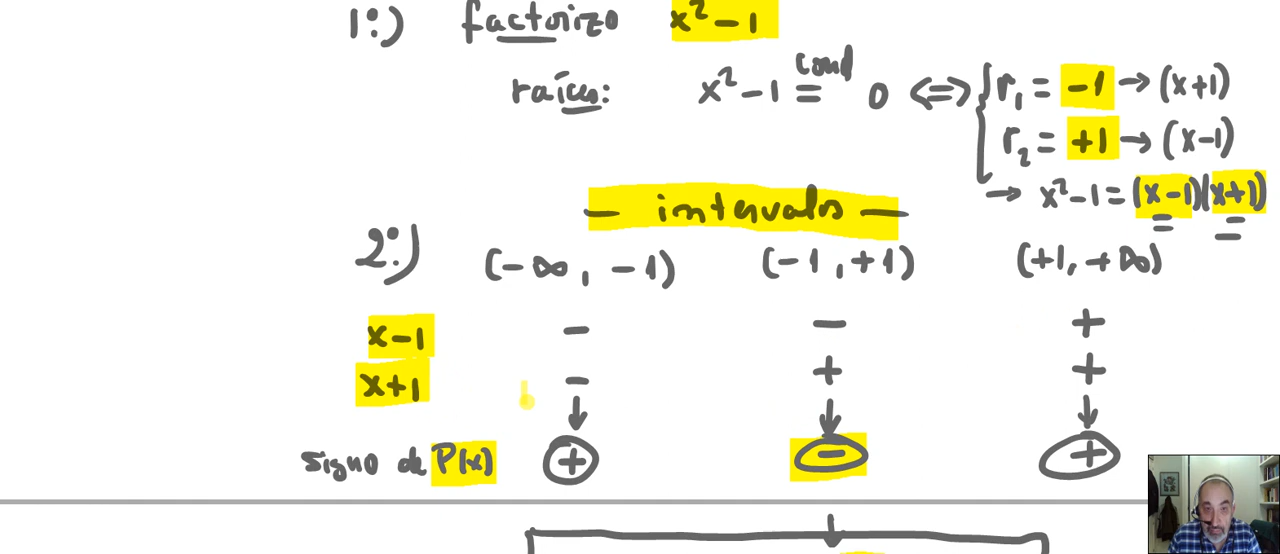 1º.) factorizo x² - 1
raíces: x² - 1 =cond 0 ⇔ { r₁ = -1 → (x+1)
r₂ = +1 → (x-1)
→ x² - 1 = (x-1)(x+1)
— intervalos —
2º.) (-∞, -1) (-1, +1) (+1, +∞)
x-1 - - +
x+1 - + +
↓ ↓ ↓
signo de P(x) + - +